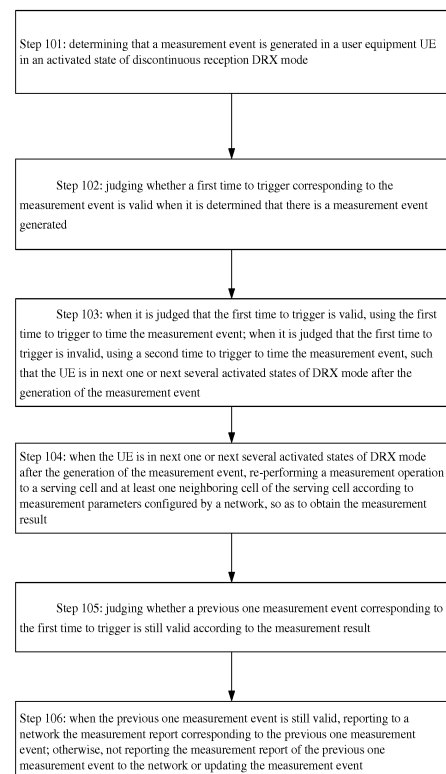 Step 101: determining that a measurement event is generated in a user equipment UE
in an activated state of discontinuous reception DRX mode
Step 102: judging whether a first time to trigger corresponding to the
measurement event is valid when it is determined that there is a measurement event
generated
Step 103: when it is judged that the first time to trigger is valid, using the
first time to trigger to time the measurement event; when it is judged that the first time to
trigger is invalid, using a second time to trigger to time the measurement event, such
that the UE is in next one or next several activated states of DRX mode after the
generation of the measurement event
Step 104: when the UE is in next one or next several activated states of DRX mode
after the generation of the measurement event, re-performing a measurement operation
to a serving cell and at least one neighboring cell of the serving cell according to
measurement parameters configured by a network, so as to obtain the measurement
result
Step 105: judging whether a previous one measurement event corresponding to
the first time to trigger is still valid according to the measurement result
Step 106: when the previous one measurement event is still valid, reporting to a
network the measurement report corresponding to the previous one measurement
event; otherwise, not reporting the measurement report of the previous one
measurement event to the network or updating the measurement event